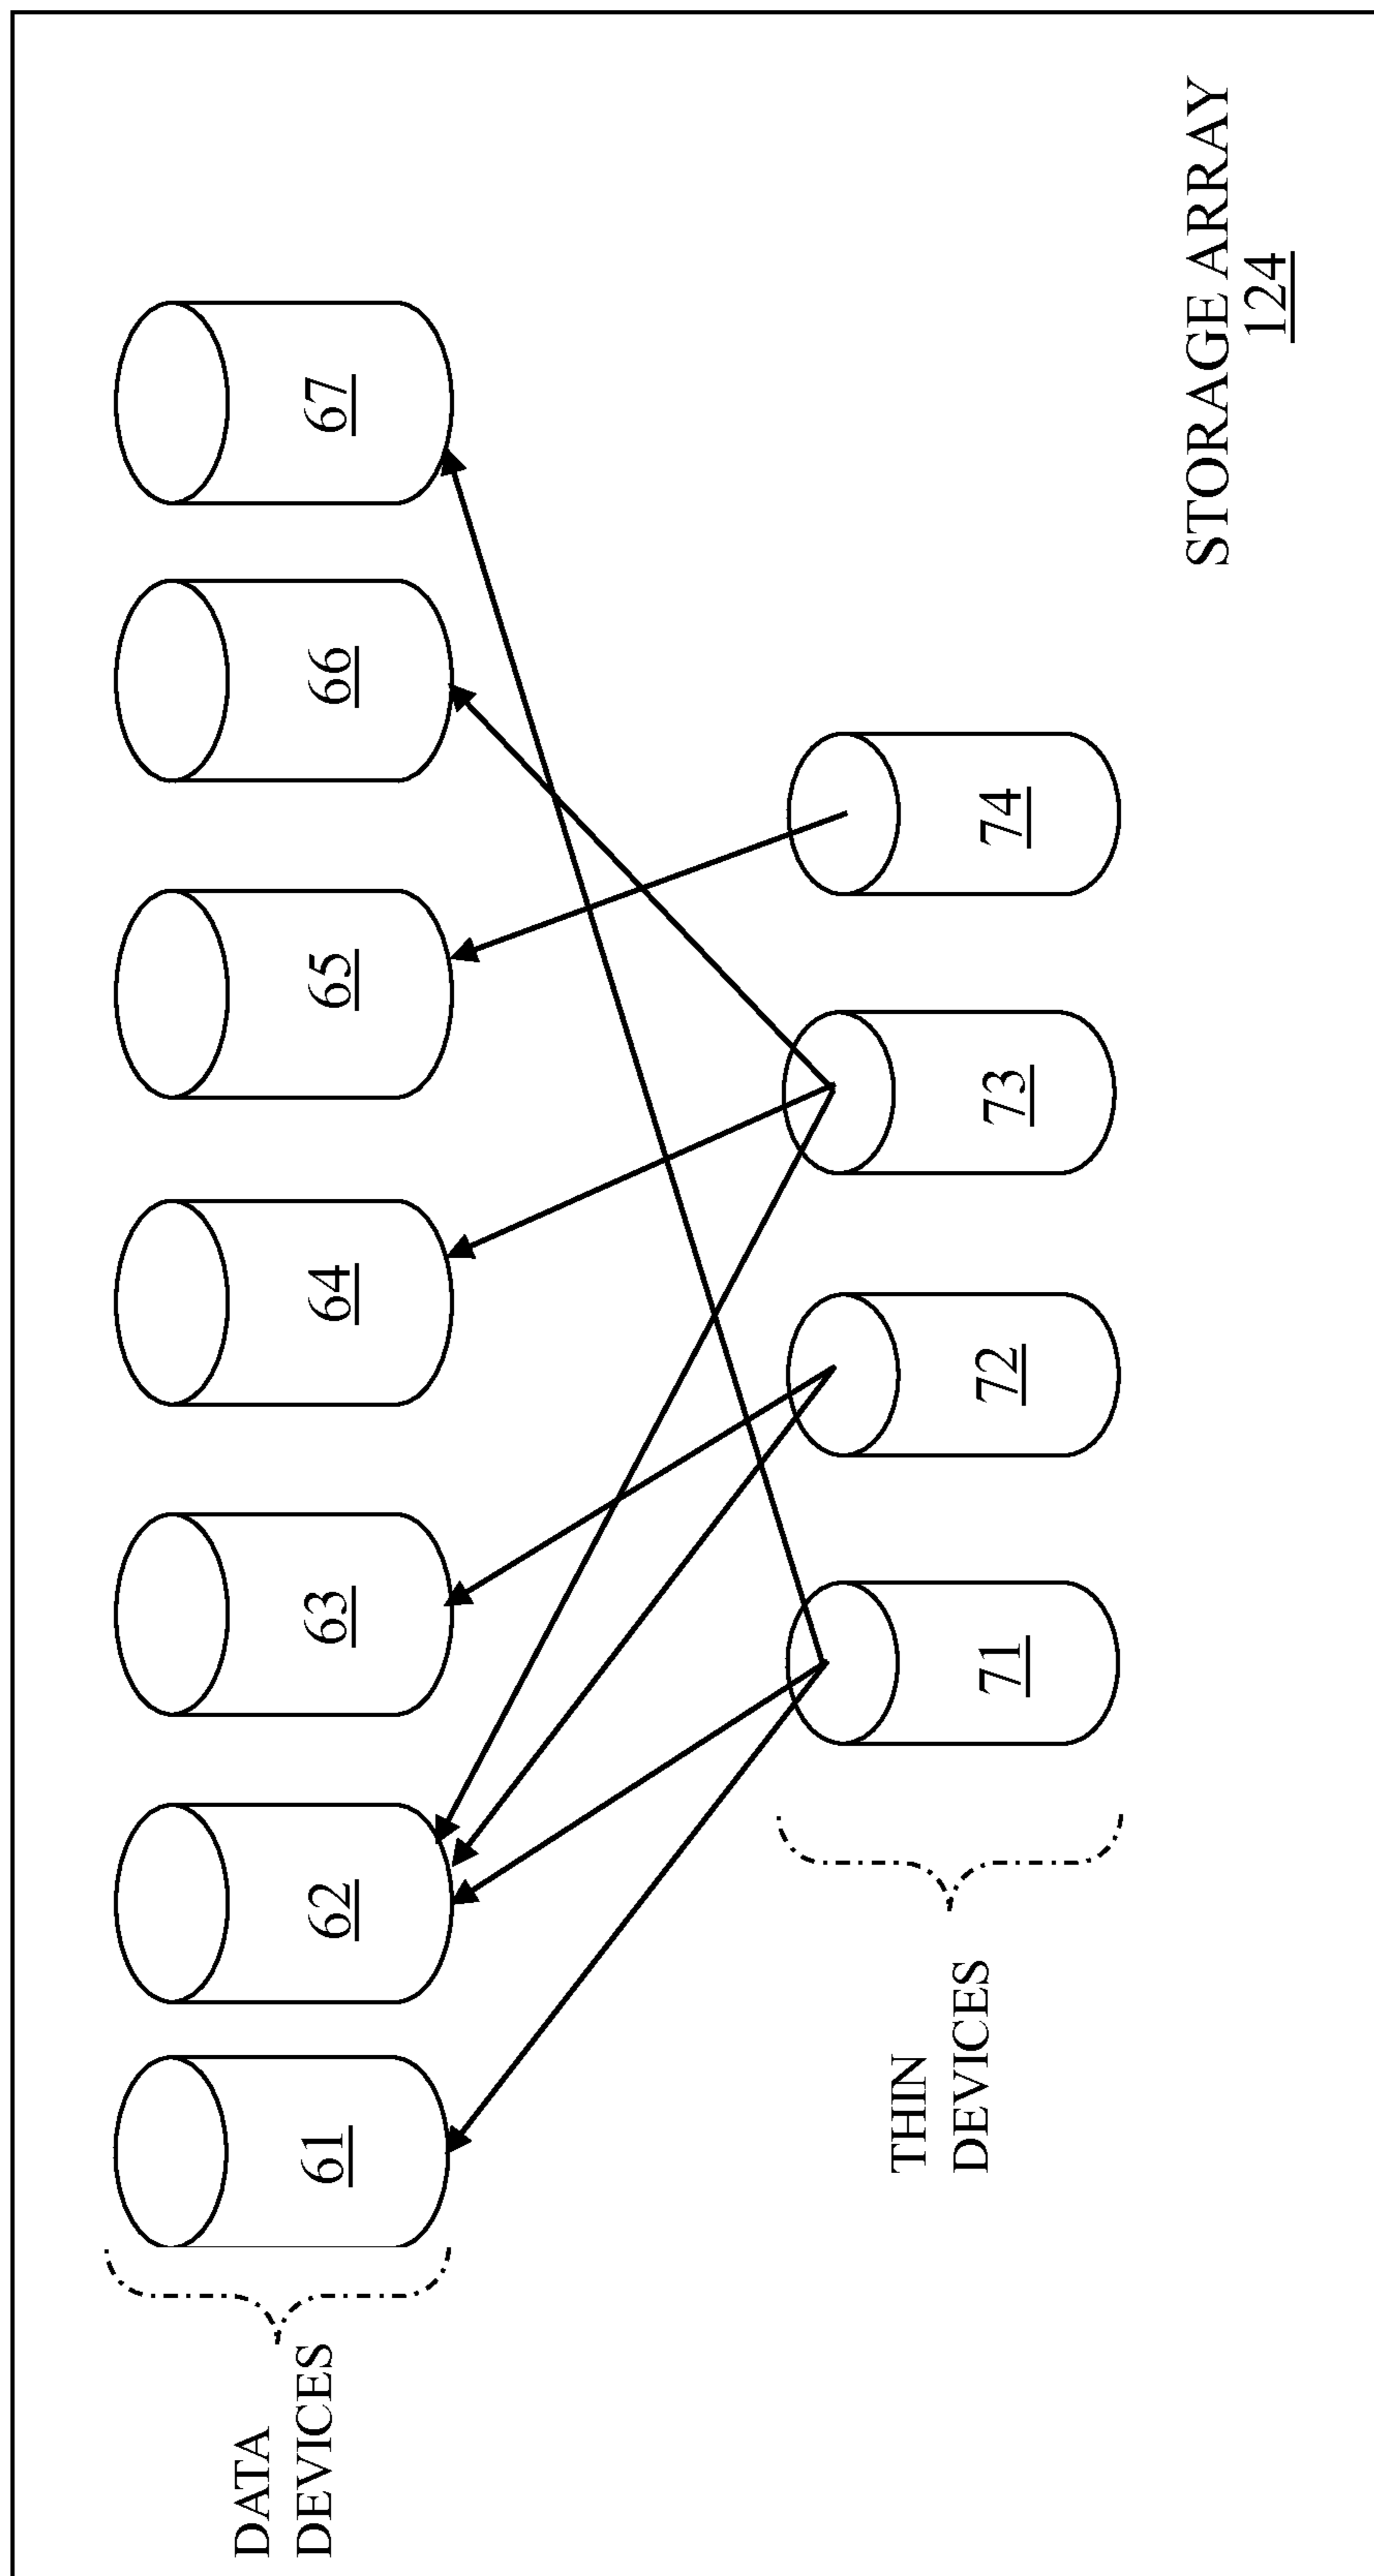 DATA
DEVICES
61
62
63
64
65
66
67
THIN
DEVICES
71
72
73
74
STORAGE ARRAY
124